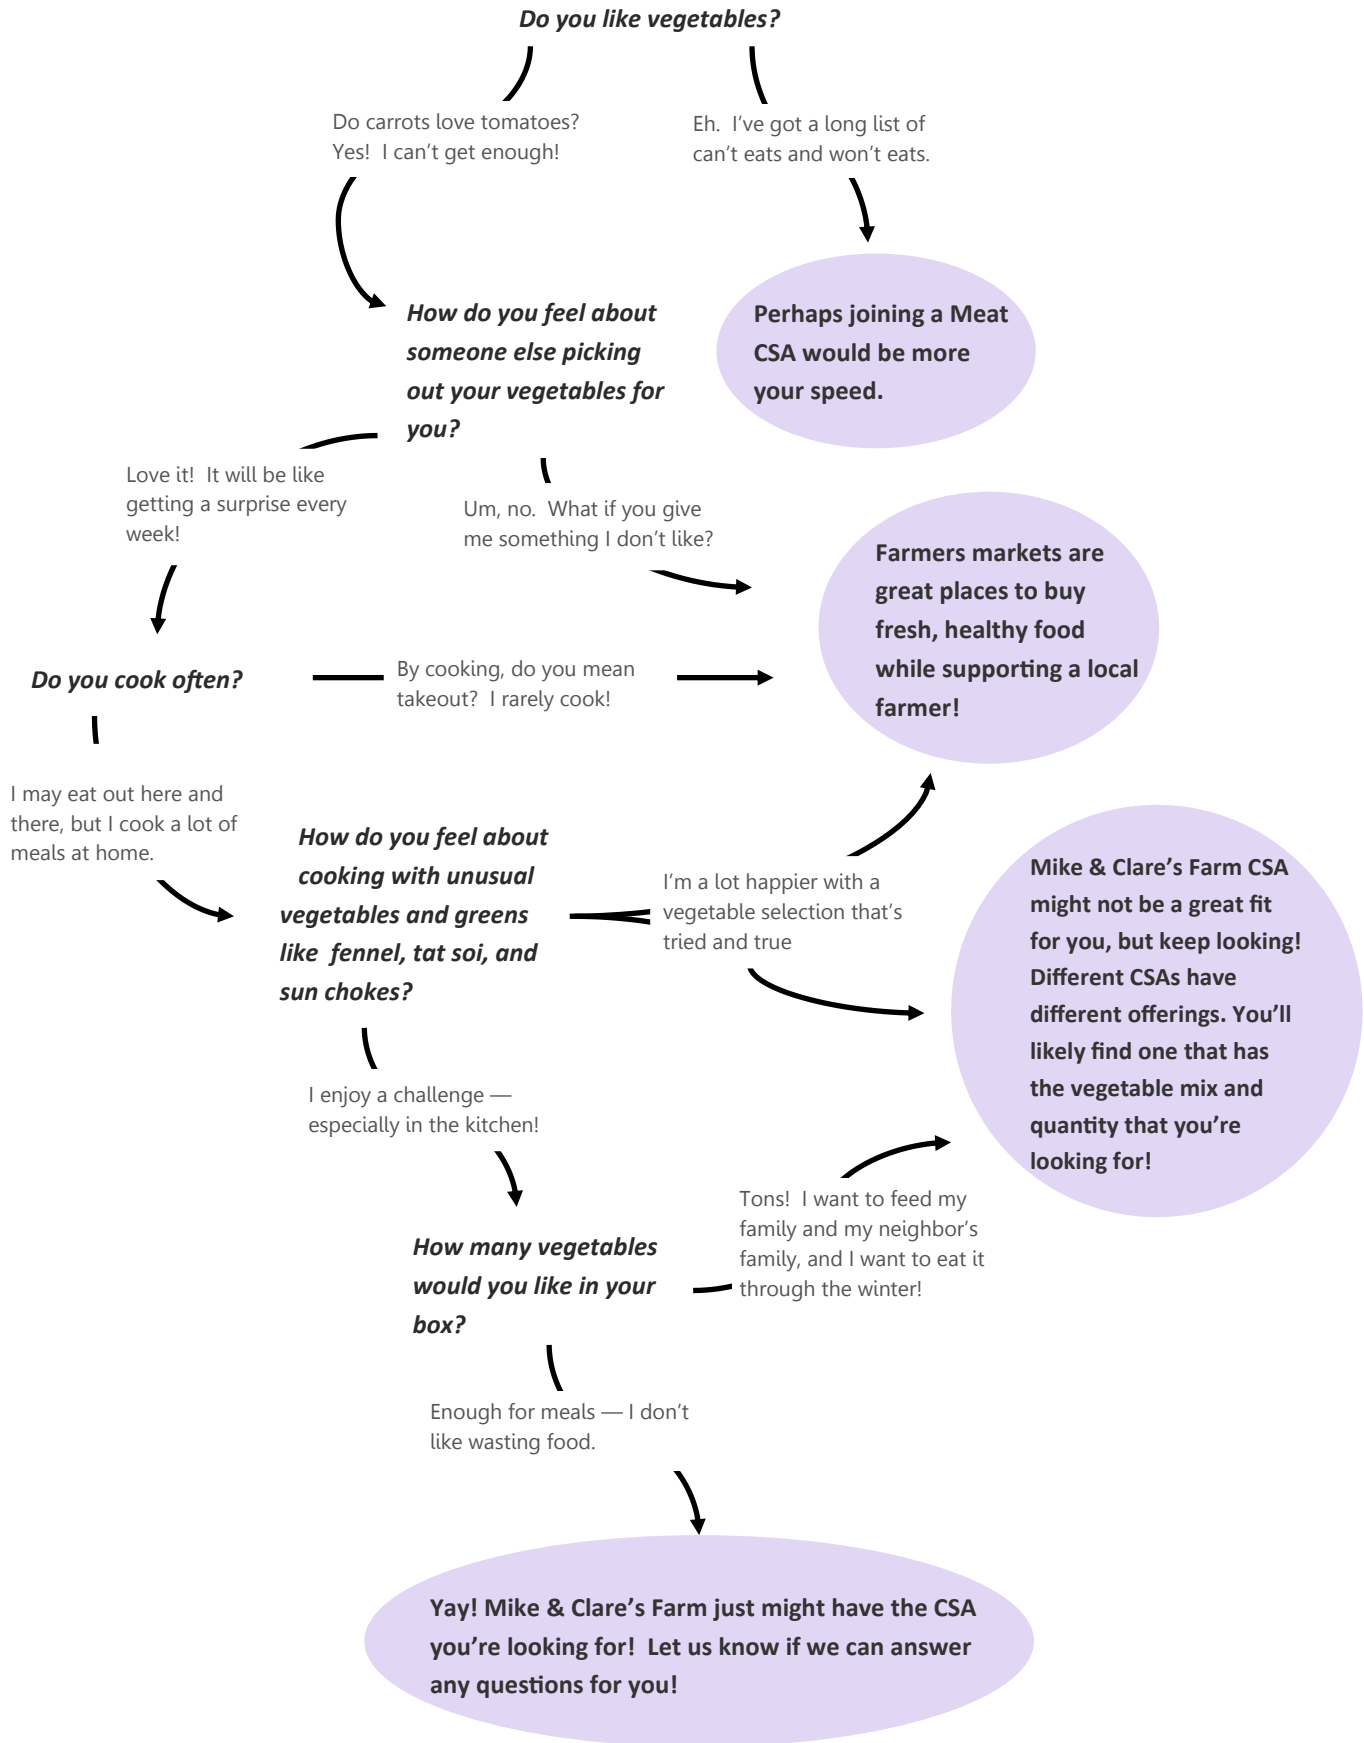 Do you like vegetables?
Do carrots love tomatoes?
Yes!  I can't get enough!
Eh.  I've got a long list of
can't eats and won't eats.
How do you feel about
someone else picking
out your vegetables for
you?
Perhaps joining a Meat
CSA would be more
your speed.
Love it!  It will be like
getting a surprise every
week!
Um, no.  What if you give
me something I don't like?
Farmers markets are
great places to buy
fresh, healthy food
while supporting a local
farmer!
Do you cook often?
By cooking, do you mean
takeout?  I rarely cook!
I may eat out here and
there, but I cook a lot of
meals at home.
How do you feel about
cooking with unusual
vegetables and greens
like  fennel, tat soi, and
sun chokes?
I'm a lot happier with a
vegetable selection that's
tried and true
Mike & Clare's Farm CSA
might not be a great fit
for you, but keep looking!
Different CSAs have
different offerings. You'll
likely find one that has
the vegetable mix and
quantity that you're
looking for!
I enjoy a challenge —
especially in the kitchen!
How many vegetables
would you like in your
box?
Tons!  I want to feed my
family and my neighbor's
family, and I want to eat it
through the winter!
Enough for meals — I don't
like wasting food.
Yay! Mike & Clare's Farm just might have the CSA
you're looking for!  Let us know if we can answer
any questions for you!